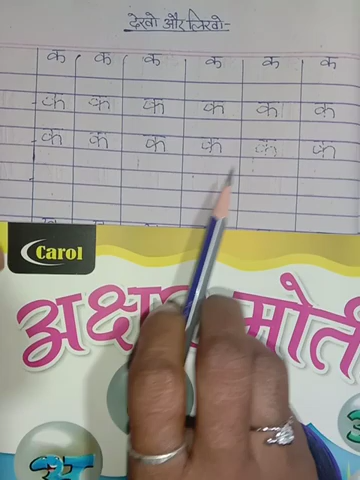 देखो और लिखो-
क क क क क क
क क क क क क
क क क क क क
Carol
मोती
अ